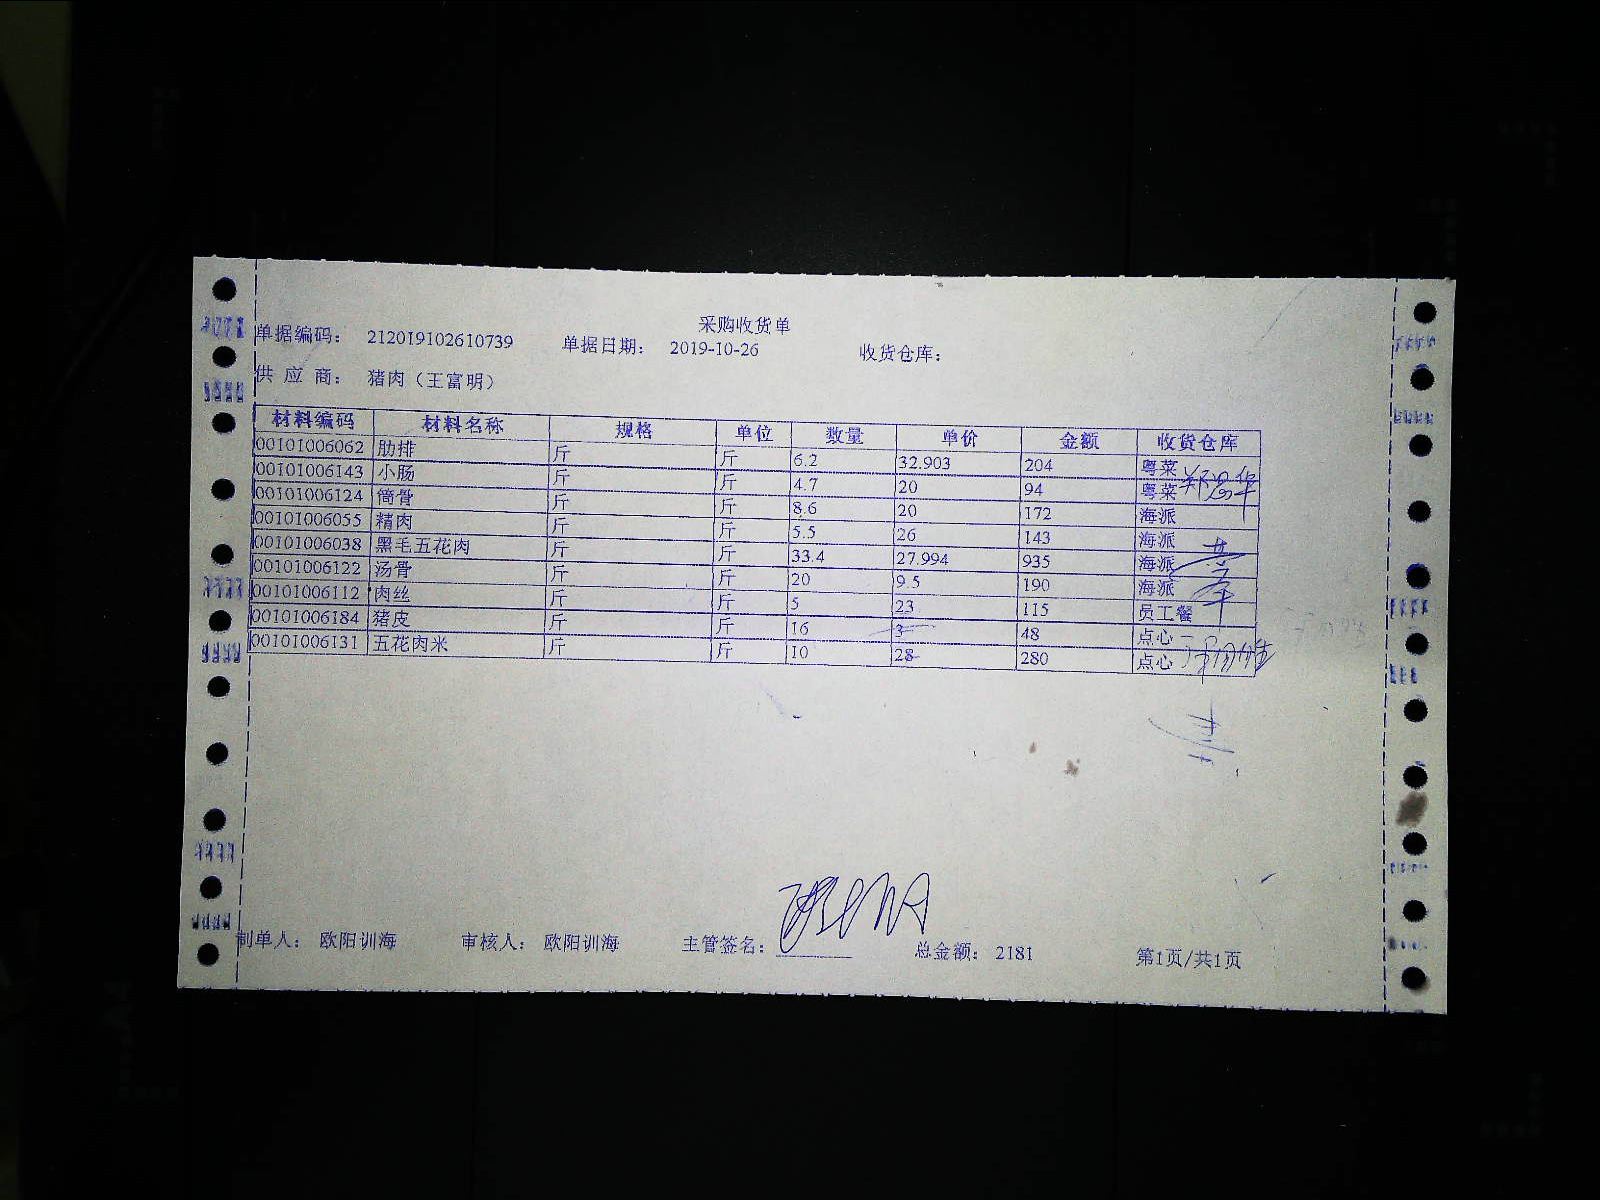 采购收货单
单据编码： 212019102610739 单据日期： 2019-10-26 收货仓库：
供 应 商： 猪肉（王富明）
材料编码 材料名称 规格 单位 数量 单价 金额 收货仓库
00101006062 肋排 斤 斤 6.2 32.903 204 粤菜
00101006143 小肠 斤 斤 4.7 20 94 粤菜
00101006124 筒骨 斤 斤 8.6 20 172 海派
00101006055 精肉 斤 斤 5.5 26 143 海派
00101006038 黑毛五花肉 斤 斤 33.4 27.994 935 海派
00101006122 汤骨 斤 斤 20 9.5 190 海派
00101006112 肉丝 斤 斤 5 23 115 员工餐
00101006184 猪皮 斤 斤 16 3 48 点心
00101006131 五花肉米 斤 斤 10 28 280 点心
制单人： 欧阳训海 审核人： 欧阳训海 主管签名： 总金额： 2181 第1页/共1页